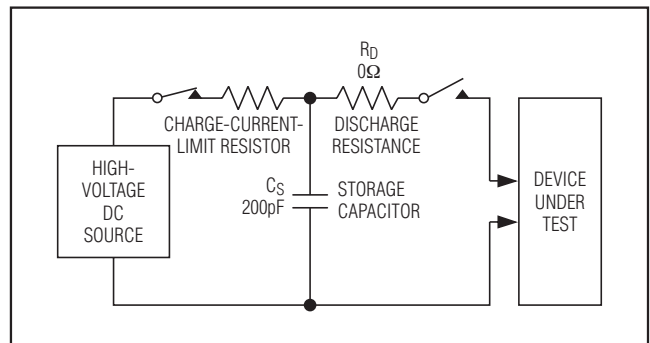 R_D
0Ω
CHARGE-CURRENT-
LIMIT RESISTOR
DISCHARGE
RESISTANCE
HIGH-
VOLTAGE
DC
SOURCE
C_S
200pF
STORAGE
CAPACITOR
DEVICE
UNDER
TEST